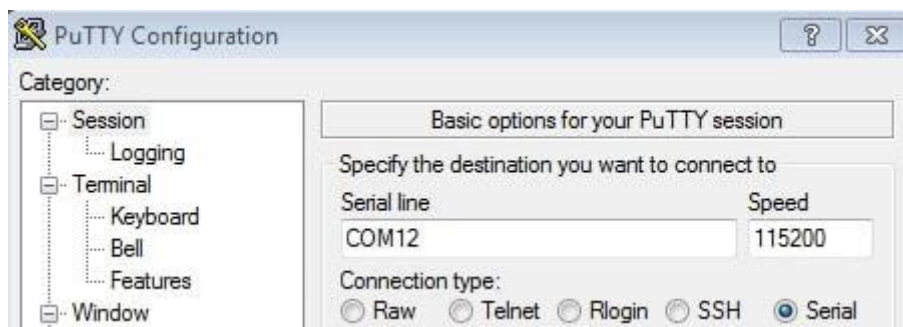 PuTTY Configuration
Category:
Session
Logging
Terminal
Keyboard
Bell
Features
Window
Basic options for your PuTTY session
Specify the destination you want to connect to
Serial line Speed
COM12 115200
Connection type:
Raw Telnet Rlogin SSH Serial